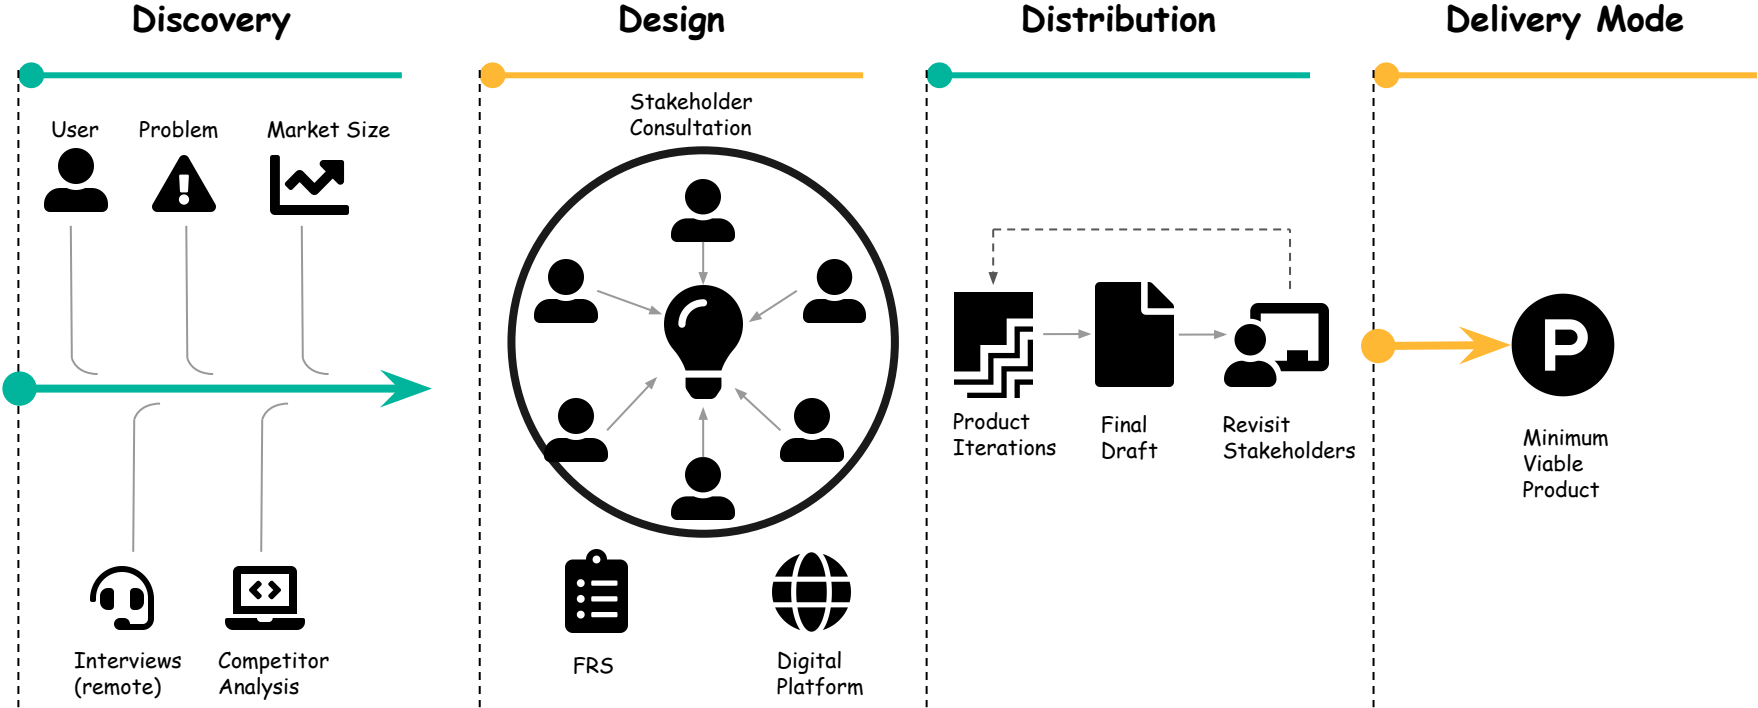 Discovery
Design
Distribution
Delivery Mode
User
Problem
Market Size
Interviews
(remote)
Competitor
Analysis
Stakeholder
Consultation
FRS
Digital
Platform
Product
Iterations
Final
Draft
Revisit
Stakeholders
P
Minimum
Viable
Product